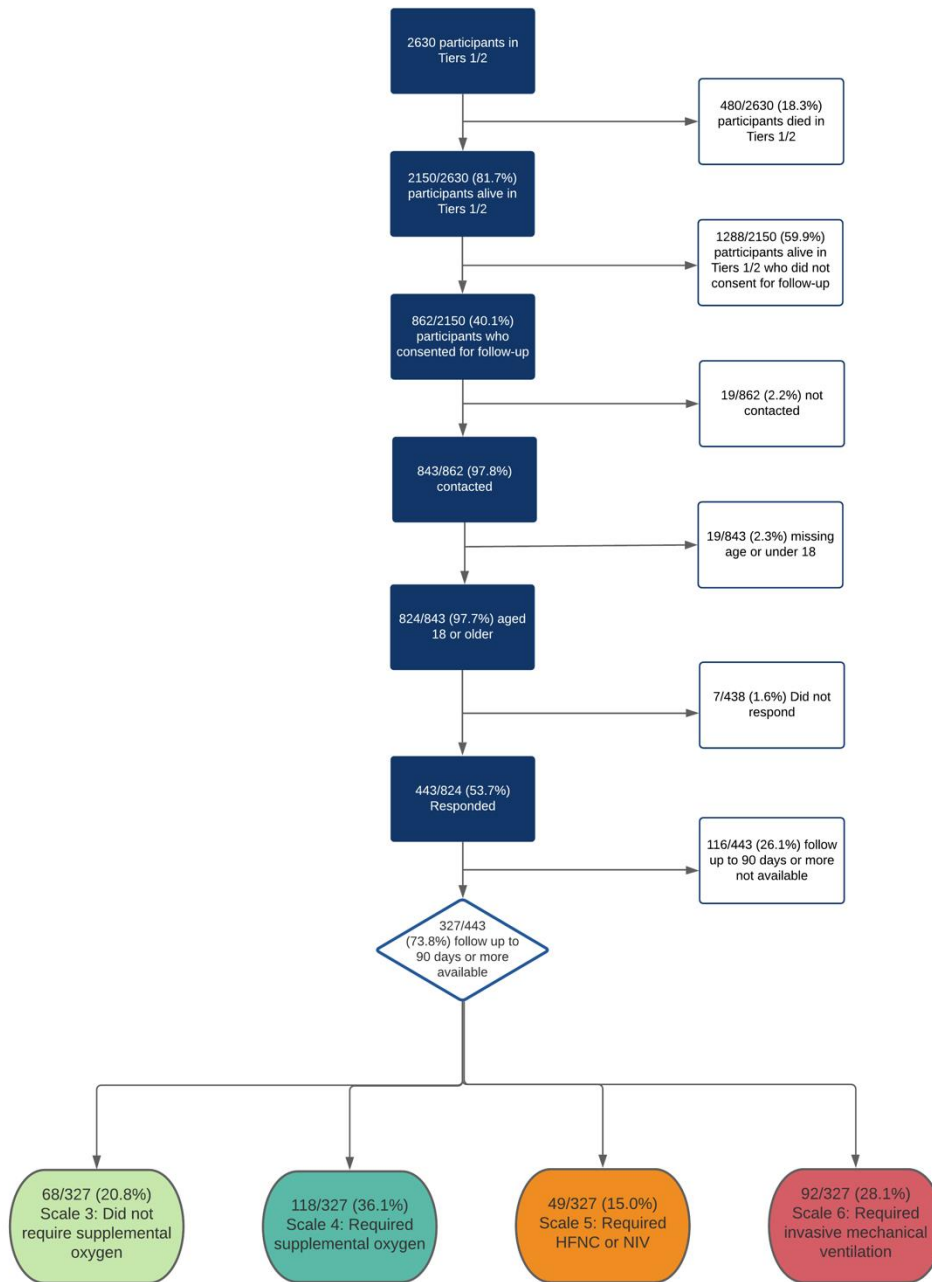 2630 participants in
Tiers 1/2
480/2630 (18.3%)
participants died in
Tiers 1/2
2150/2630 (81.7%)
participants alive in
Tiers 1/2
1288/2150 (59.9%)
patrticipants alive in
Tiers 1/2 who did not
consent for follow-up
862/2150 (40.1%)
participants who
consented for follow-up
19/862 (2.2%) not
contacted
843/862 (97.8%)
contacted
19/843 (2.3%) missing
age or under 18
824/843 (97.7%) aged
18 or older
7/438 (1.6%) Did not
respond
443/824 (53.7%)
Responded
116/443 (26.1%) follow
up to 90 days or more
not available
327/443
(73.8%) follow up to
90 days or more
available
68/327 (20.8%)
Scale 3: Did not
require supplemental
oxygen
118/327 (36.1%)
Scale 4: Required
supplemental oxygen
49/327 (15.0%)
Scale 5: Required
HFNC or NIV
92/327 (28.1%)
Scale 6: Required
invasive mechanical
ventilation